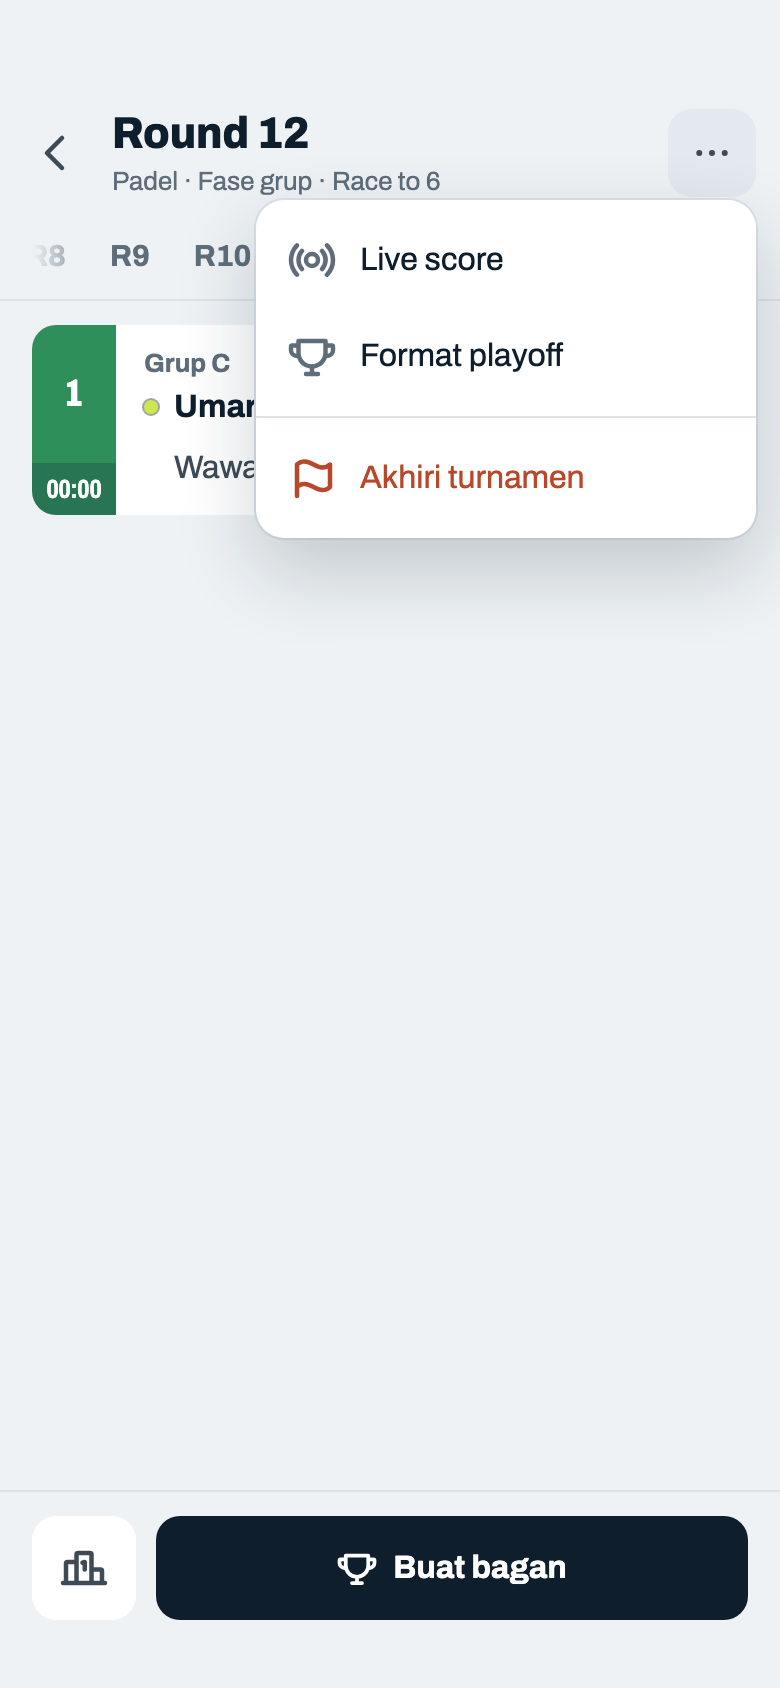 Round 12
Padel · Fase grup · Race to 6
R8 R9 R10
Live score
Format playoff
Akhiri turnamen
1
00:00
Grup C
Umar
Wawa
Buat bagan